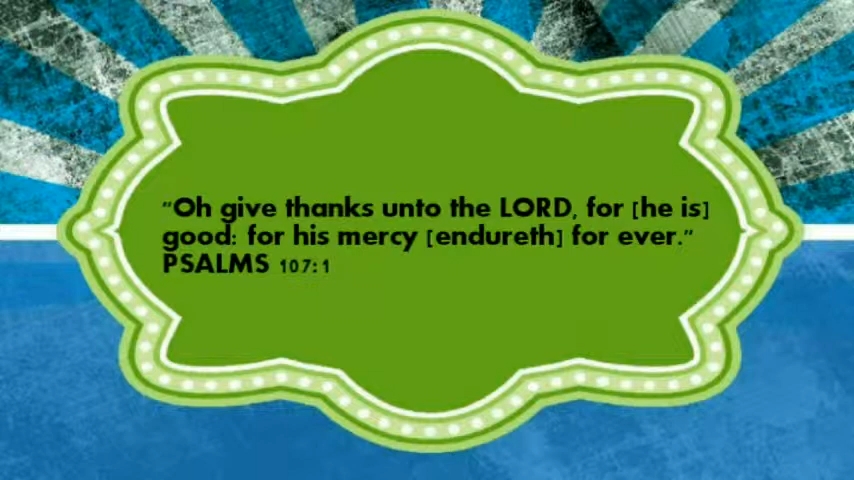 “Oh give thanks unto the LORD, for [he is]
good: for his mercy [endureth] for ever.”
PSALMS 107:1